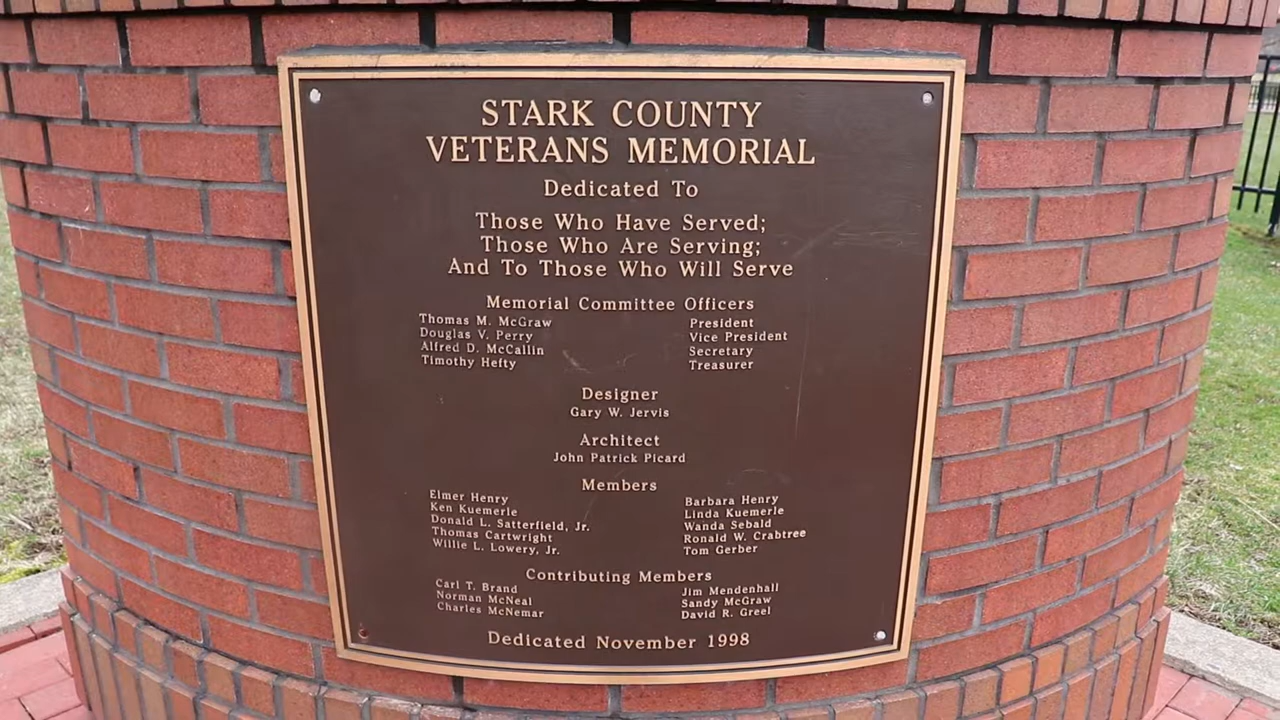 STARK COUNTY
VETERANS MEMORIAL
Dedicated To
Those Who Have Served;
Those Who Are Serving;
And To Those Who Will Serve
Memorial Committee Officers
Thomas M. McGraw President
Douglas V. Perry Vice President
Alfred D. McCallin Secretary
Timothy Hefty Treasurer
Designer
Gary W. Jervis
Architect
John Patrick Picard
Members
Elmer Henry Barbara Henry
Ken Kuemerle Linda Kuemerle
Donald L. Satterfield, Jr. Wanda Sebald
Thomas Cartwright Ronald W. Crabtree
Willie L. Lowery, Jr. Tom Gerber
Contributing Members
Carl T. Brand Jim Mendenhall
Norman McNeal Sandy McGraw
Charles McNemar David R. Greel
Dedicated November 1998